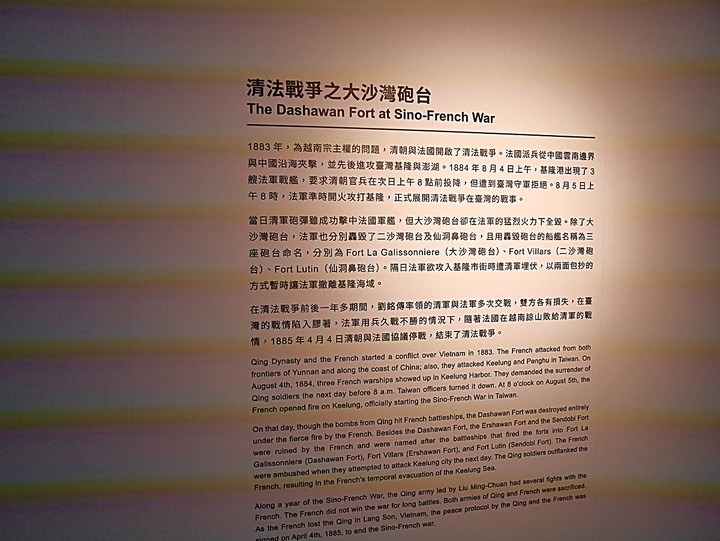 清法戰爭之大沙灣砲台
The Dashawan Fort at Sino-French War
1883 年，為越南宗主權的問題，清朝與法國開啟了清法戰爭。法國派兵從中國雲南邊界
與中國沿海夾擊，並先後進攻臺灣基隆與澎湖。1884 年 8 月 4 日上午，基隆港出現了 3
艘法軍戰艦，要求清朝官兵在次日上午 8 點前投降，但遭到臺灣守軍拒絕。8 月 5 日上
午 8 時，法軍準時開火攻打基隆，正式展開清法戰爭在臺灣的戰事。
當日清軍砲彈雖成功擊中法國軍艦，但大沙灣砲台卻在法軍的猛烈火力下全毀。除了大
沙灣砲台，法軍也分別轟毀了二沙灣砲台及仙洞鼻砲台，且用轟毀砲台的船艦名稱為三
座砲台命名，分別為 Fort La Galissonniere（大沙灣砲台）、Fort Villars（二沙灣砲
台）、Fort Lutin（仙洞鼻砲台）。隔日法軍欲攻入基隆市街時遭清軍埋伏，以兩面包抄的
方式暫時讓法軍撤離基隆海域。
在清法戰爭前後一年多期間，劉銘傳率領的清軍與法軍多次交戰，雙方各有損失，在臺
灣的戰情陷入膠著，法軍用兵久戰不勝的情況下，隨著法國在越南諒山敗給清軍的戰
情，1885 年 4 月 4 日清朝與法國協議停戰，結束了清法戰爭。
Qing Dynasty and the French started a conflict over Vietnam in 1883. The French attacked from both
frontiers of Yunnan and along the coast of China; also, they attacked Keelung and Penghu in Taiwan. On
August 4th, 1884, three French warships showed up in Keelung Harbor. They demanded the surrender of
Qing soldiers the next day before 8 a.m. Taiwan officers turned it down. At 8 o'clock on August 5th, the
French opened fire on Keelung, officially starting the Sino-French War in Taiwan.
On that day, though the bombs from Qing hit French battleships, the Dashawan Fort was destroyed entirely
under the fierce fire by the French. Besides the Dashawan Fort, the Ershawan Fort and the Sendobi Fort
were ruined by the French and were named after the battleships that fired the forts into Fort La
Galissonniere (Dashawan Fort), Fort Villars (Ershawan Fort), and Fort Lutin (Sendobi Fort). The French
were ambushed when they attempted to attack Keelung city the next day. The Qing soldiers outflanked the
French, resulting in the French's temporal evacuation of the Keelung Sea.
Along a year of the Sino-French War, the Qing army led by Liu Ming-Chuan had several fights with the
French. The French did not win the war for long battles. Both armies of Qing and French were sacrificed.
As the French lost the Qing in Lang Son, Vietnam, the peace protocol by the Qing and the French was
signed on April 4th, 1885, to end the Sino-French war.